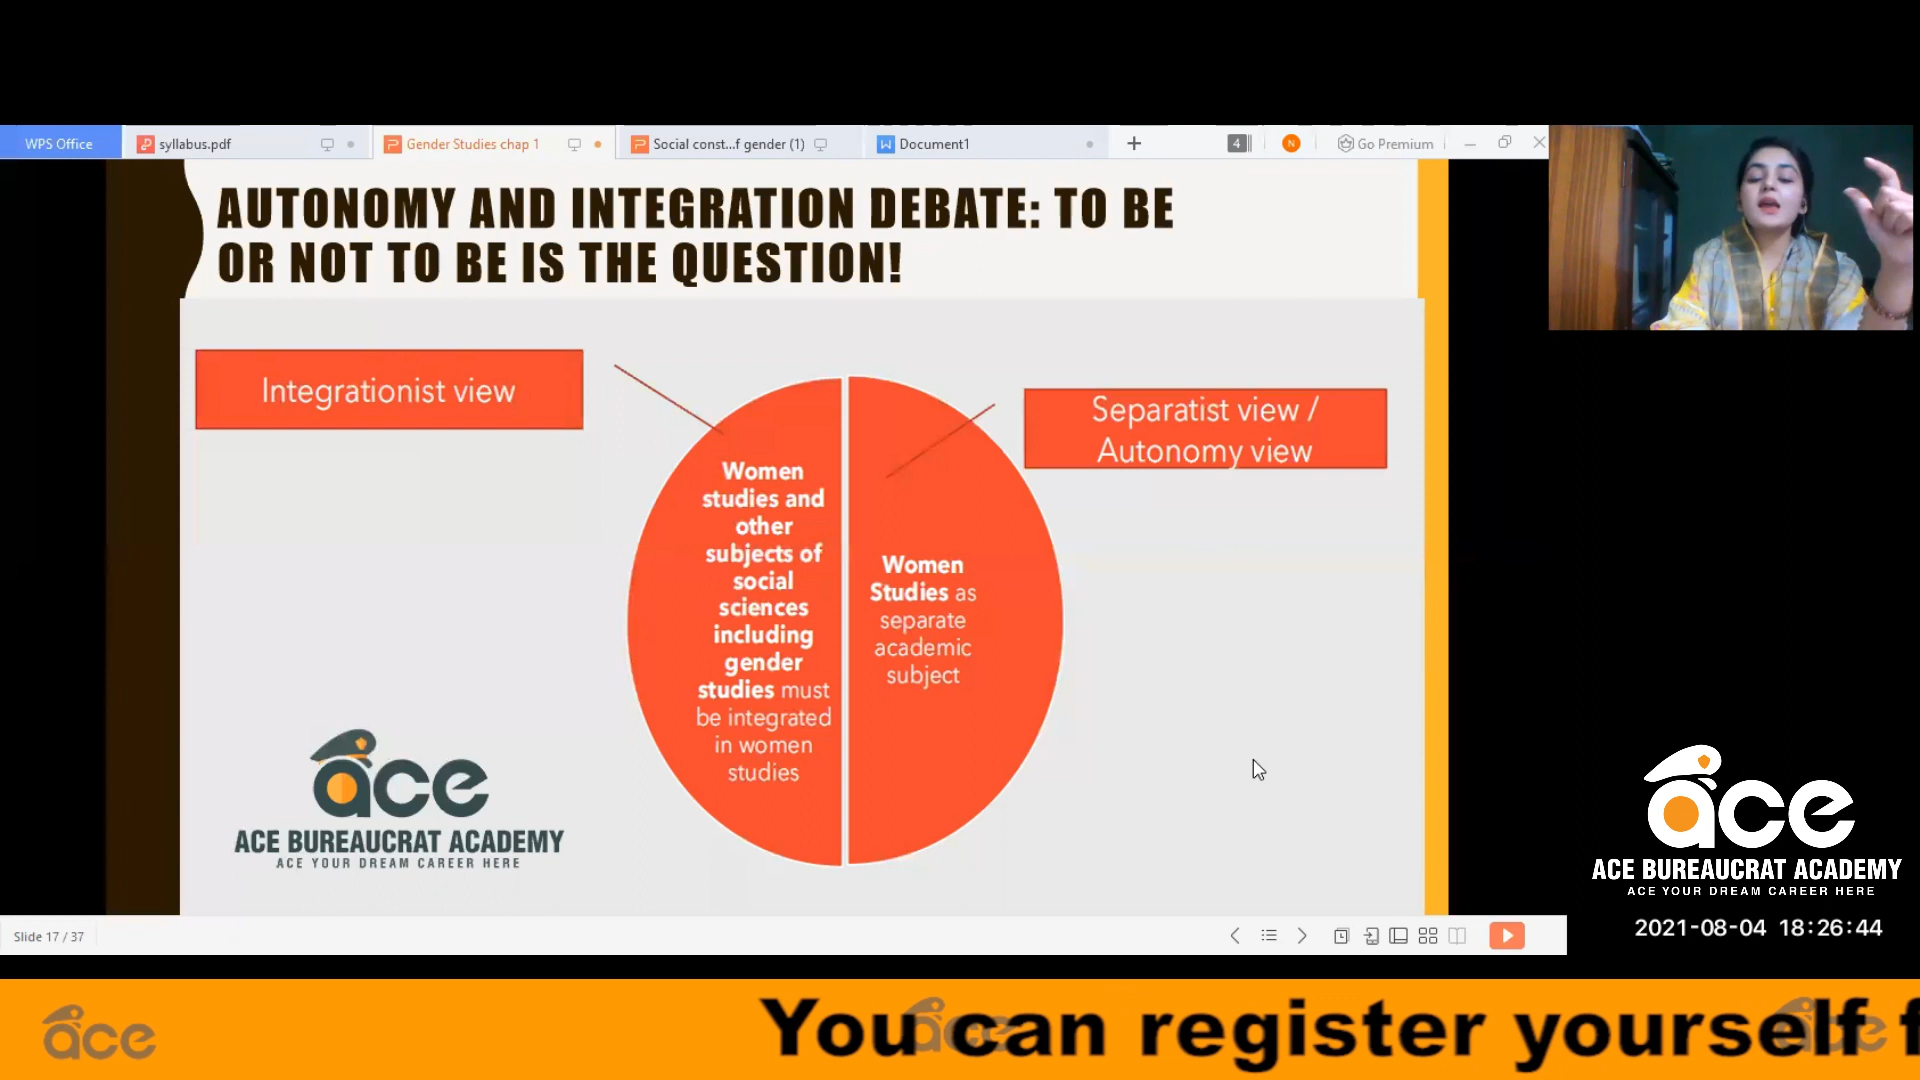 WPS Office
syllabus.pdf
Gender Studies chap 1
Social const...f gender (1)
Document1
4
N
Go Premium
AUTONOMY AND INTEGRATION DEBATE: TO BE
OR NOT TO BE IS THE QUESTION!
Integrationist view
Separatist view /
Autonomy view
Women
studies and
other
subjects of
social
sciences
including
gender
studies must
be integrated
in women
studies
Women
Studies as
separate
academic
subject
ace
ACE BUREAUCRAT ACADEMY
ACE YOUR DREAM CAREER HERE
ace
ACE BUREAUCRAT ACADEMY
ACE YOUR DREAM CAREER HERE
2021-08-04 18:26:44
Slide 17 / 37
ace
ace
ace
You can register yourself f